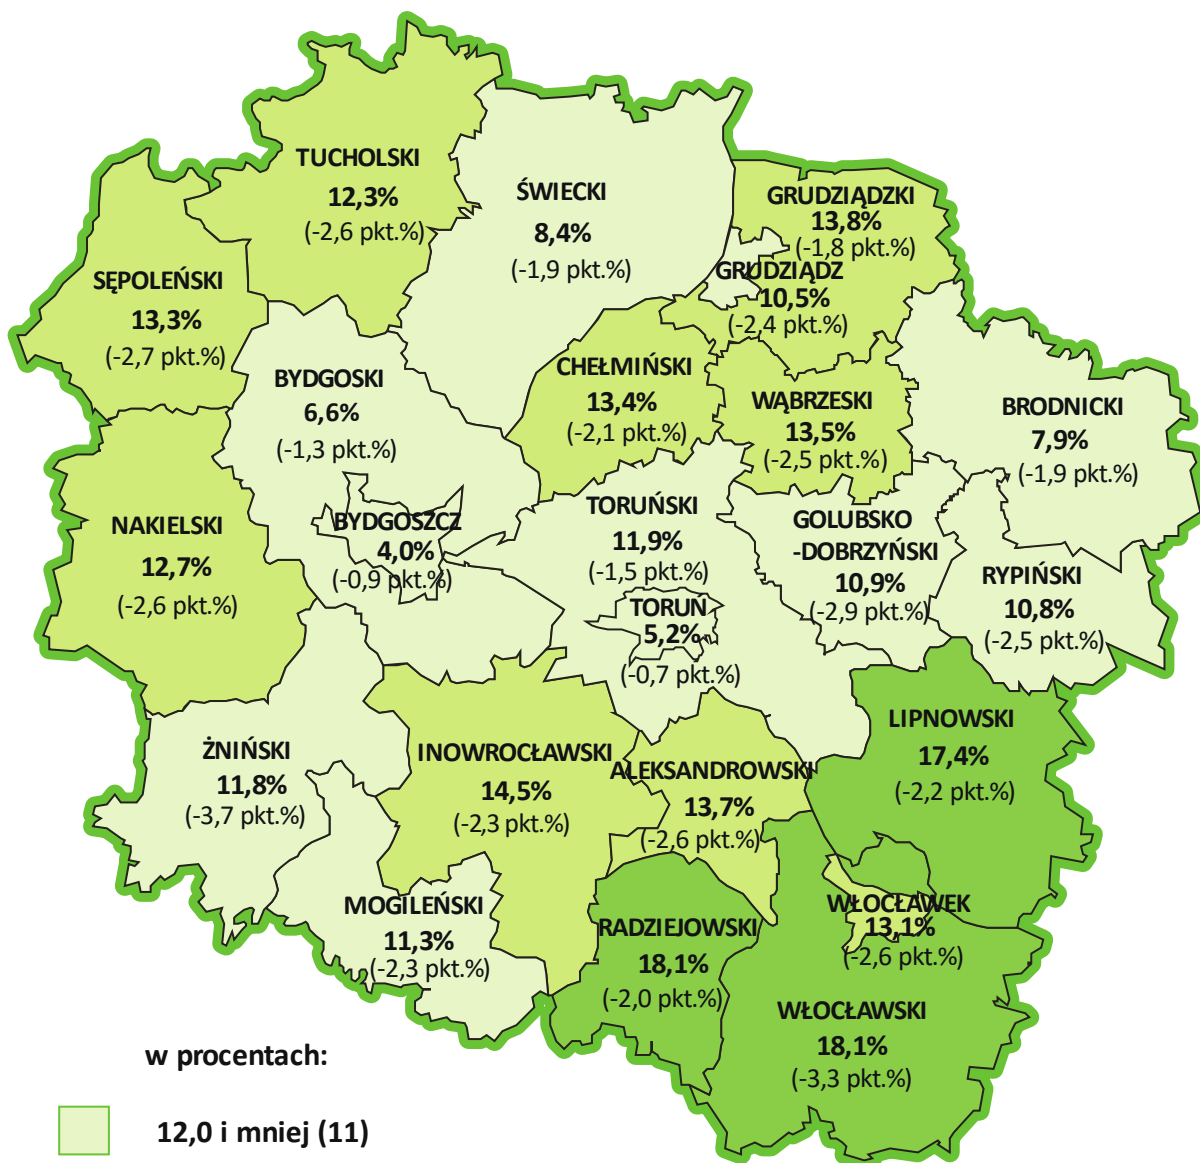 TUCHOLSKI
12,3%
(-2,6 pkt.%)
ŚWIECKI
8,4%
(-1,9 pkt.%)
GRUDZIĄDZKI
13,8%
(-1,8 pkt.%)
GRUDZIĄDZ
10,5%
(-2,4 pkt.%)
SĘPOLEŃSKI
13,3%
(-2,7 pkt.%)
BYDGOSKI
6,6%
(-1,3 pkt.%)
CHEŁMIŃSKI
13,4%
(-2,1 pkt.%)
WĄBRZESKI
13,5%
(-2,5 pkt.%)
BRODNICKI
7,9%
(-1,9 pkt.%)
NAKIELSKI
12,7%
(-2,6 pkt.%)
BYDGOSZCZ
4,0%
(-0,9 pkt.%)
TORUŃSKI
11,9%
(-1,5 pkt.%)
TORUŃ
5,2%
(-0,7 pkt.%)
GOLUBSKO
-DOBRZYŃSKI
10,9%
(-2,9 pkt.%)
RYPIŃSKI
10,8%
(-2,5 pkt.%)
ŻNIŃSKI
11,8%
(-3,7 pkt.%)
INOWROCŁAWSKI
14,5%
(-2,3 pkt.%)
ALEKSANDROWSKI
13,7%
(-2,6 pkt.%)
LIPNOWSKI
17,4%
(-2,2 pkt.%)
MOGILEŃSKI
11,3%
(-2,3 pkt.%)
RADZIEJOWSKI
18,1%
(-2,0 pkt.%)
WŁOCŁAWEK
13,1%
(-2,6 pkt.%)
WŁOCŁAWSKI
18,1%
(-3,3 pkt.%)
w procentach:
12,0 i mniej (11)